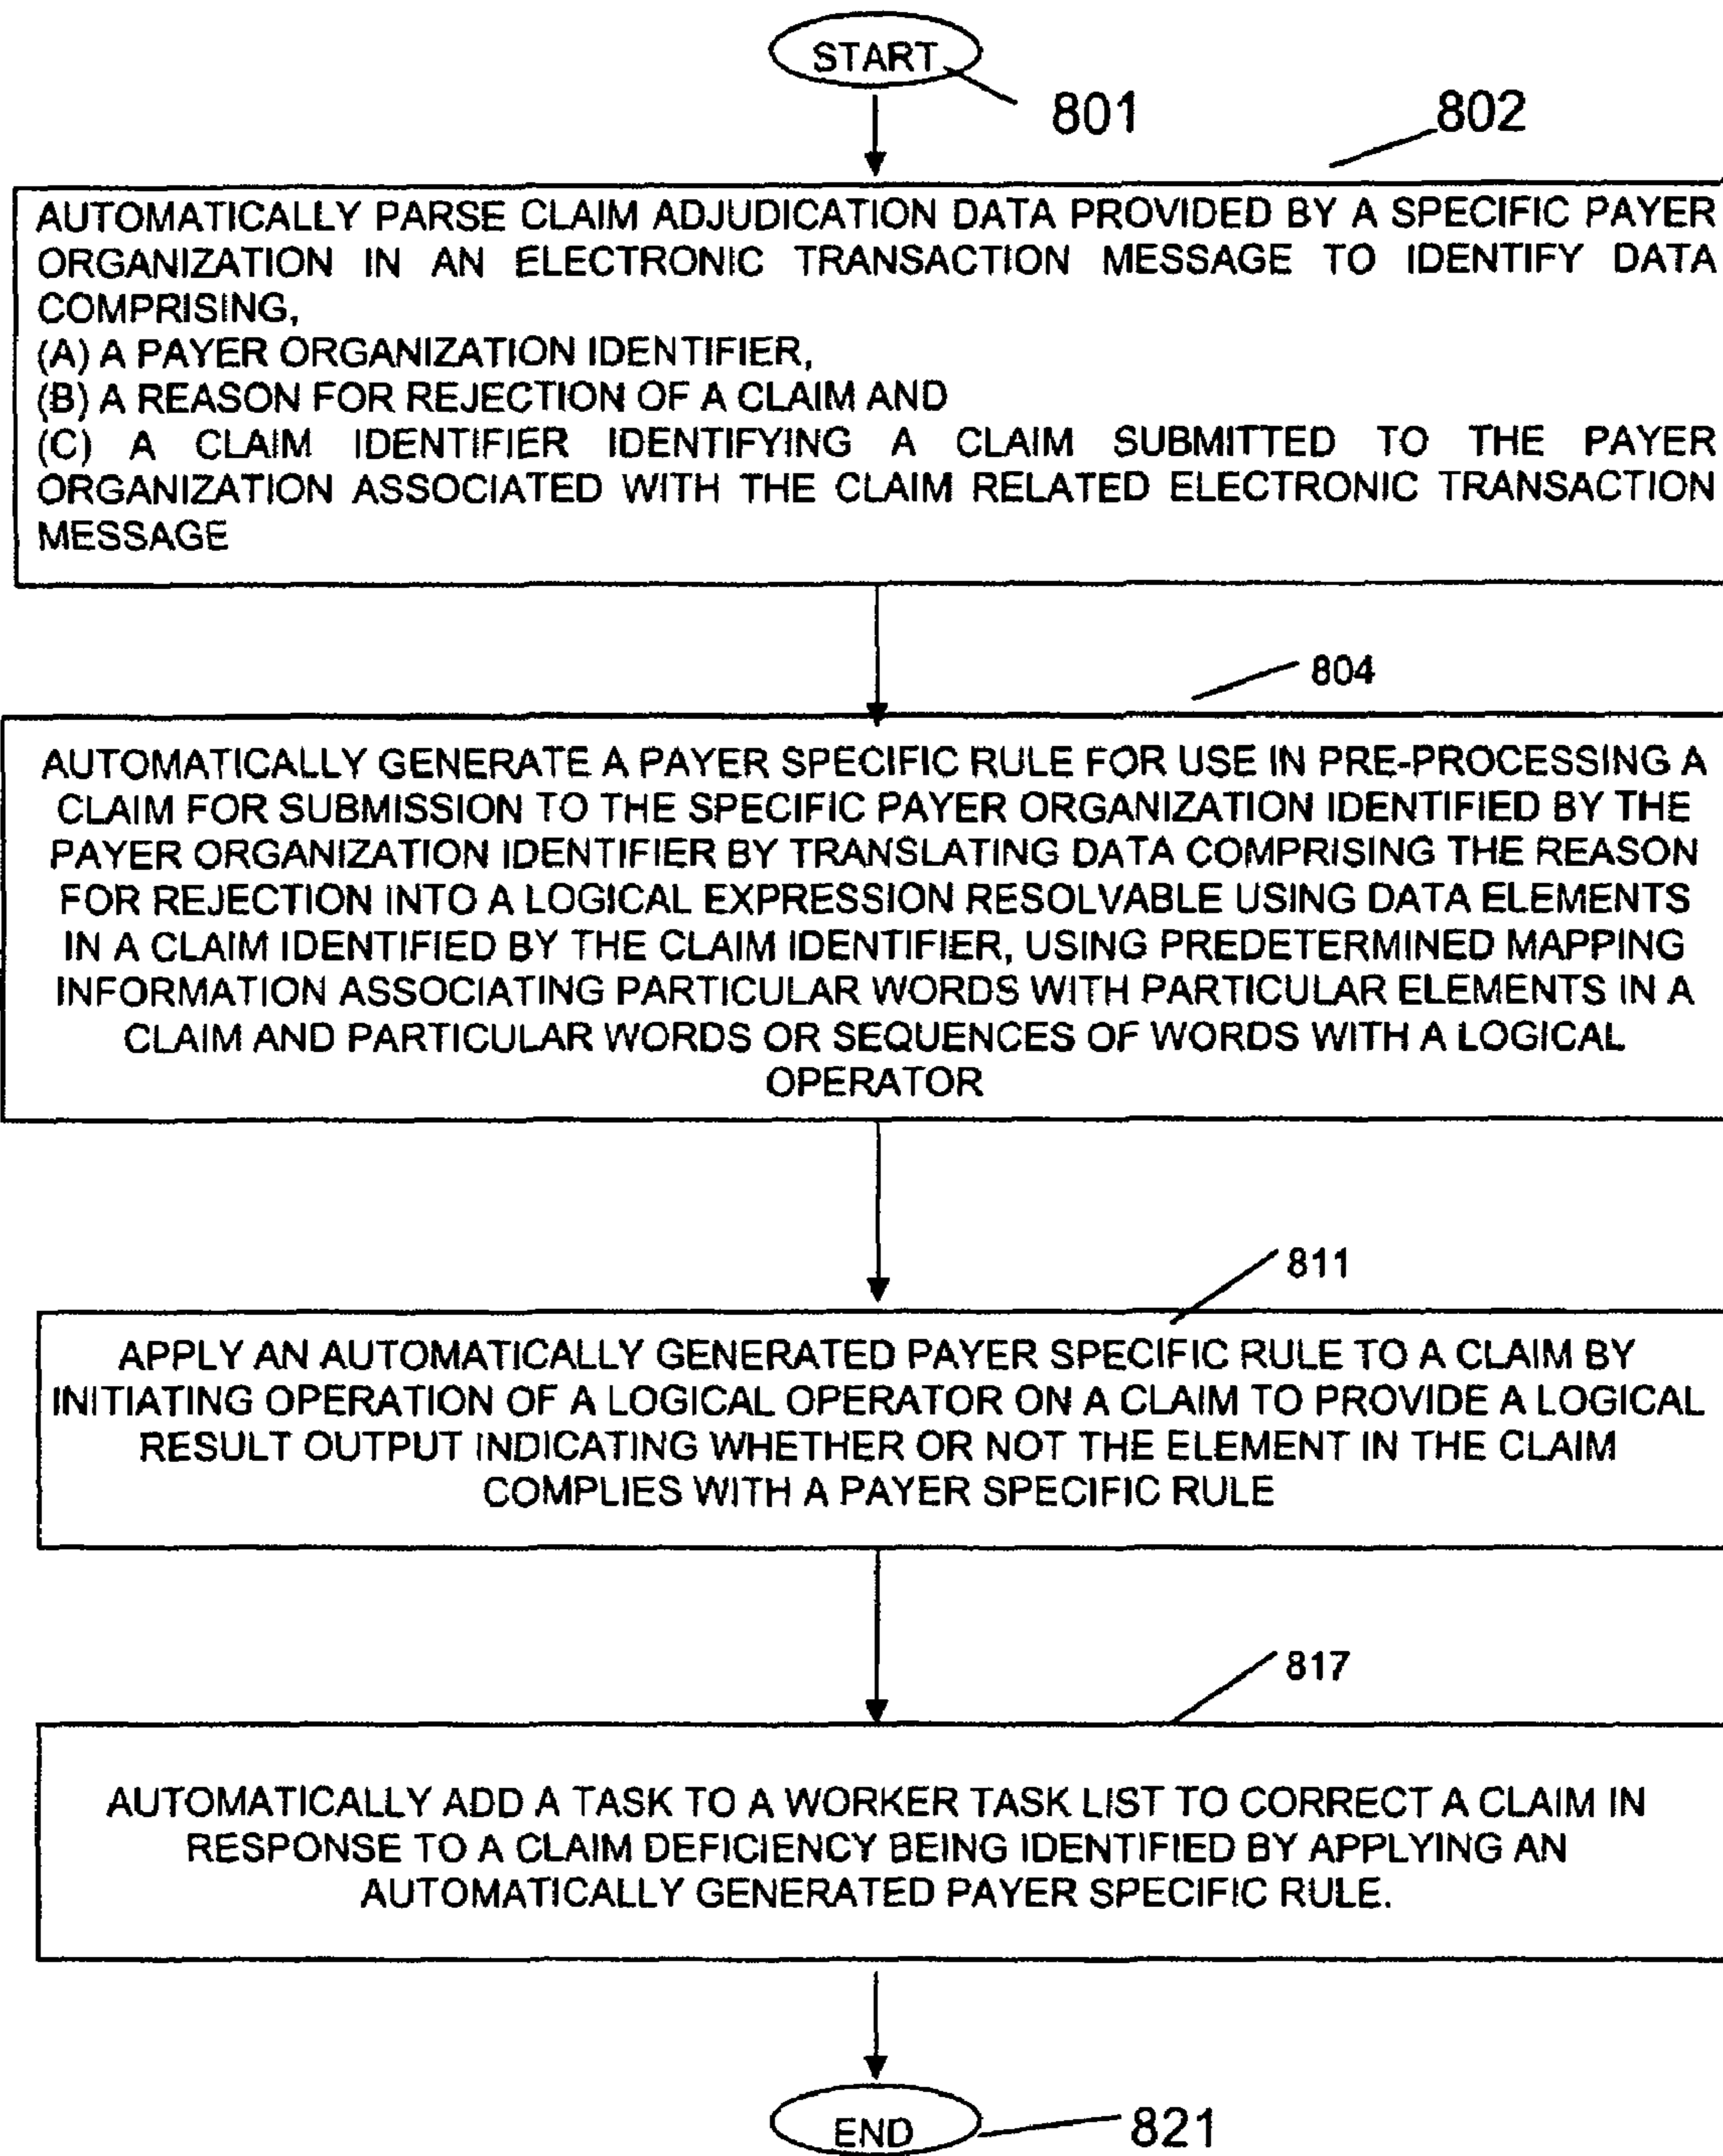 START
801
802
AUTOMATICALLY PARSE CLAIM ADJUDICATION DATA PROVIDED BY A SPECIFIC PAYER
ORGANIZATION IN AN ELECTRONIC TRANSACTION MESSAGE TO IDENTIFY DATA
COMPRISING,
(A) A PAYER ORGANIZATION IDENTIFIER,
(B) A REASON FOR REJECTION OF A CLAIM AND
(C) A CLAIM IDENTIFIER IDENTIFYING A CLAIM SUBMITTED TO THE PAYER
ORGANIZATION ASSOCIATED WITH THE CLAIM RELATED ELECTRONIC TRANSACTION
MESSAGE
804
AUTOMATICALLY GENERATE A PAYER SPECIFIC RULE FOR USE IN PRE-PROCESSING A
CLAIM FOR SUBMISSION TO THE SPECIFIC PAYER ORGANIZATION IDENTIFIED BY THE
PAYER ORGANIZATION IDENTIFIER BY TRANSLATING DATA COMPRISING THE REASON
FOR REJECTION INTO A LOGICAL EXPRESSION RESOLVABLE USING DATA ELEMENTS
IN A CLAIM IDENTIFIED BY THE CLAIM IDENTIFIER, USING PREDETERMINED MAPPING
INFORMATION ASSOCIATING PARTICULAR WORDS WITH PARTICULAR ELEMENTS IN A
CLAIM AND PARTICULAR WORDS OR SEQUENCES OF WORDS WITH A LOGICAL
OPERATOR
811
APPLY AN AUTOMATICALLY GENERATED PAYER SPECIFIC RULE TO A CLAIM BY
INITIATING OPERATION OF A LOGICAL OPERATOR ON A CLAIM TO PROVIDE A LOGICAL
RESULT OUTPUT INDICATING WHETHER OR NOT THE ELEMENT IN THE CLAIM
COMPLIES WITH A PAYER SPECIFIC RULE
817
AUTOMATICALLY ADD A TASK TO A WORKER TASK LIST TO CORRECT A CLAIM IN
RESPONSE TO A CLAIM DEFICIENCY BEING IDENTIFIED BY APPLYING AN
AUTOMATICALLY GENERATED PAYER SPECIFIC RULE.
END
821